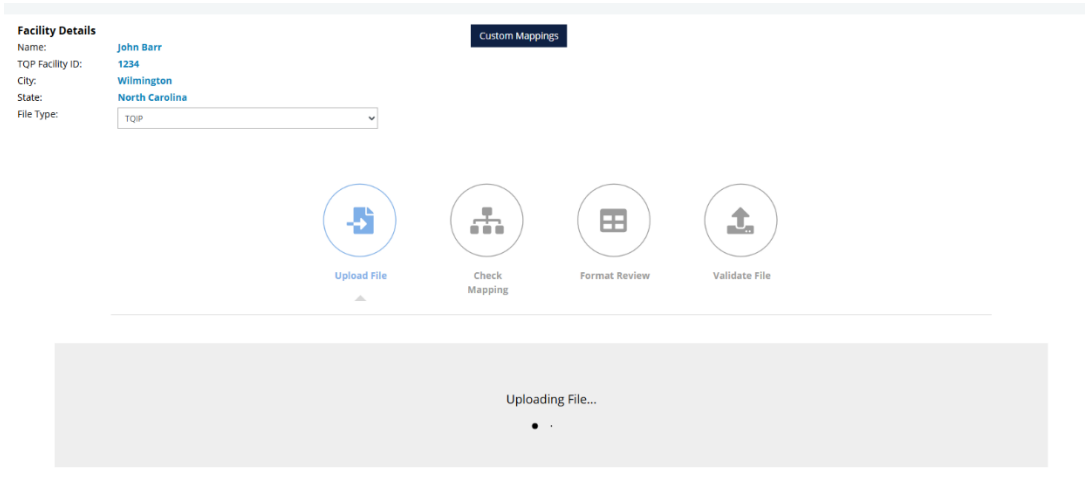 Facility Details
Custom Mappings
Name: John Barr
TQP Facility ID: 1234
City: Wilmington
State: North Carolina
File Type: TQIP
Upload File
Check
Mapping
Format Review
Validate File
Uploading File...